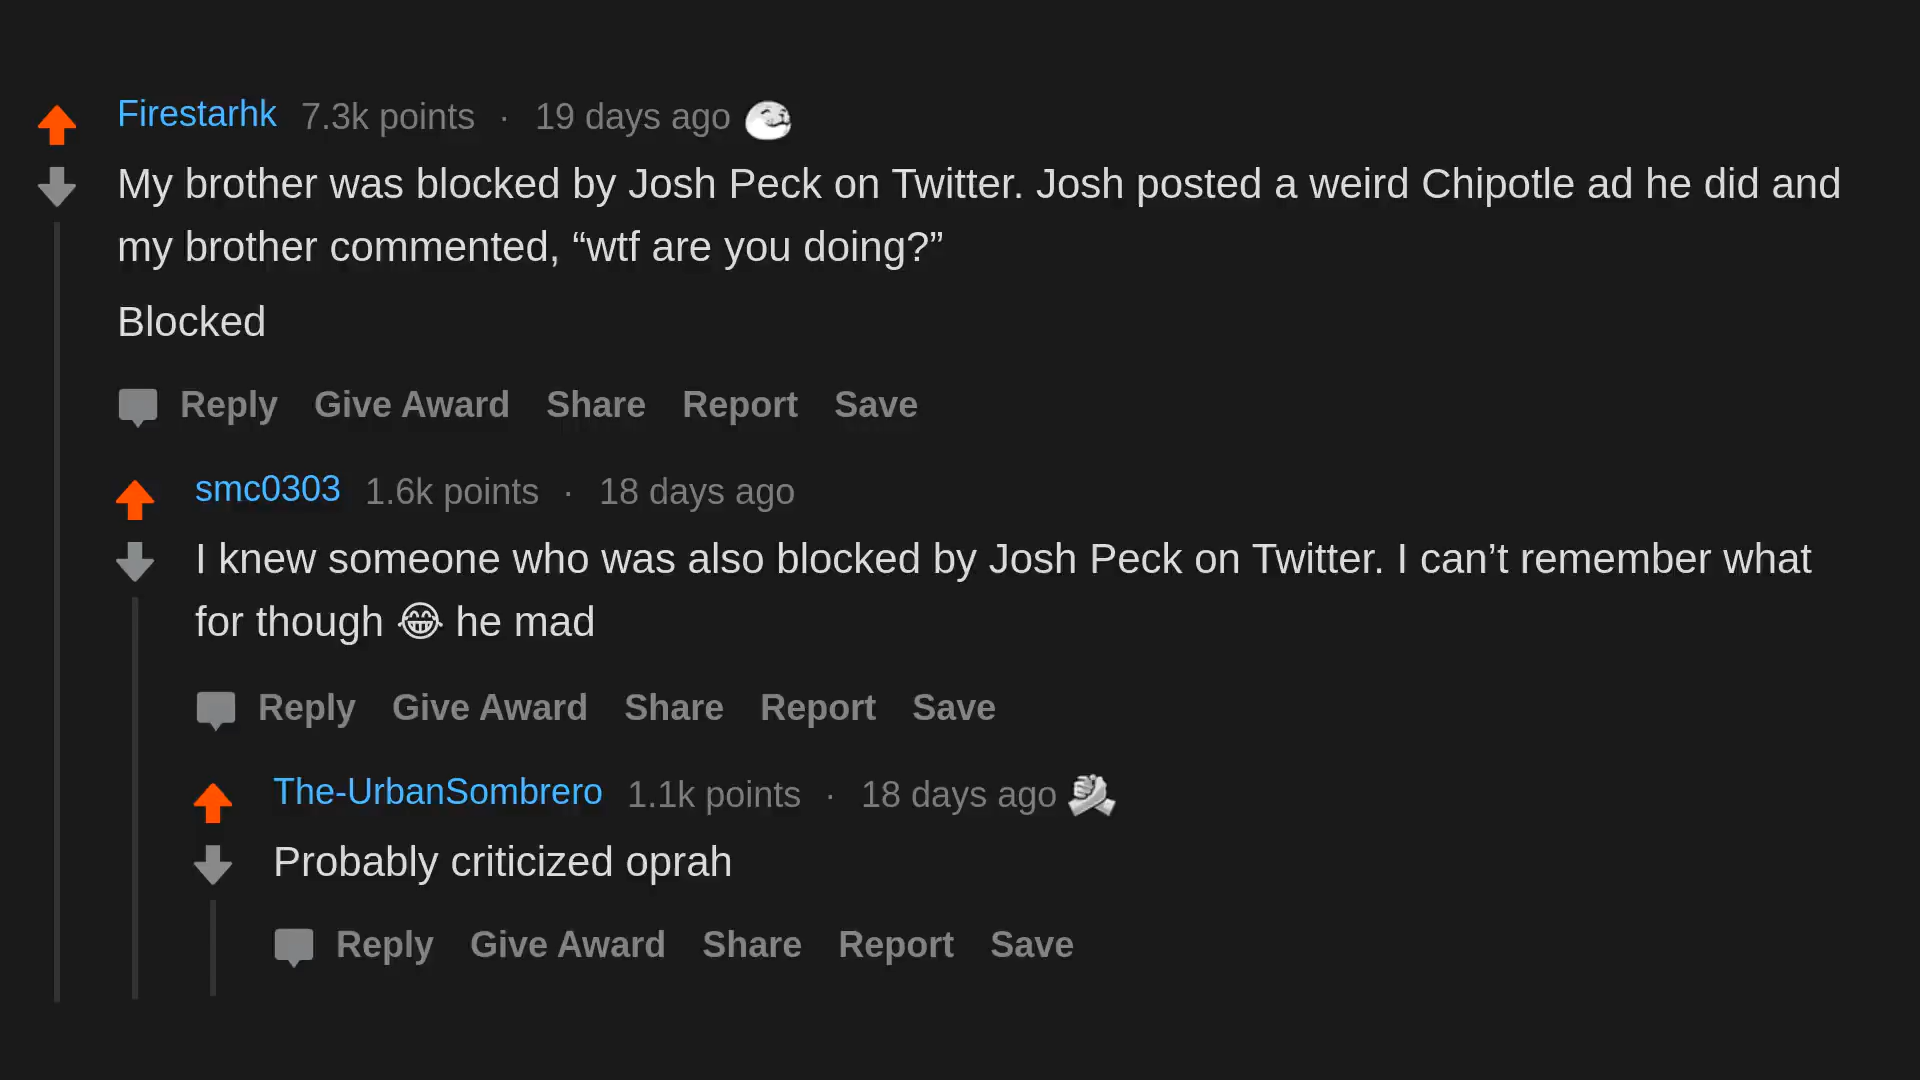 Firestarhk 7.3k points · 19 days ago
My brother was blocked by Josh Peck on Twitter. Josh posted a weird Chipotle ad he did and
my brother commented, “wtf are you doing?”
Blocked
Reply Give Award Share Report Save
smc0303 1.6k points · 18 days ago
I knew someone who was also blocked by Josh Peck on Twitter. I can’t remember what
for though 😂 he mad
Reply Give Award Share Report Save
The-UrbanSombrero 1.1k points · 18 days ago
Probably criticized oprah
Reply Give Award Share Report Save